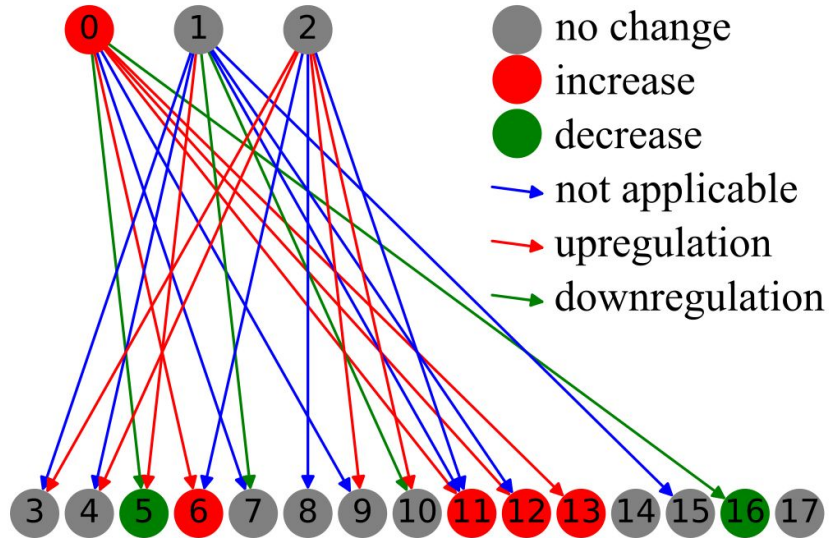 0 1 2
no change
increase
decrease
not applicable
upregulation
downregulation
3 4 5 6 7 8 9 10 11 12 13 14 15 16 17